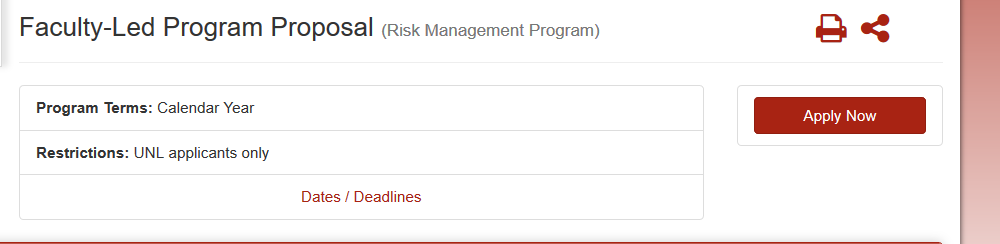 Faculty-Led Program Proposal (Risk Management Program)
Program Terms: Calendar Year
Apply Now
Restrictions: UNL applicants only
Dates / Deadlines